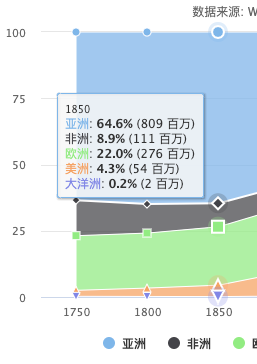 数据来源: W
100
75
50
25
0
1850
亚洲: 64.6% (809 百万)
非洲: 8.9% (111 百万)
欧洲: 22.0% (276 百万)
美洲: 4.3% (54 百万)
大洋洲: 0.2% (2 百万)
1750 1800 1850
亚洲 非洲